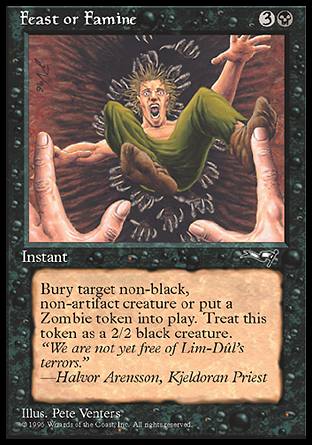 Feast or Famine 3
Instant
Bury target non-black,
non-artifact creature or put a
Zombie token into play. Treat this
token as a 2/2 black creature.
"We are not yet free of Lim-Dûl's
terrors."
—Halvor Arensson, Kjeldoran Priest
Illus. Pete Venters
©1996 Wizards of the Coast, Inc. All rights reserved.